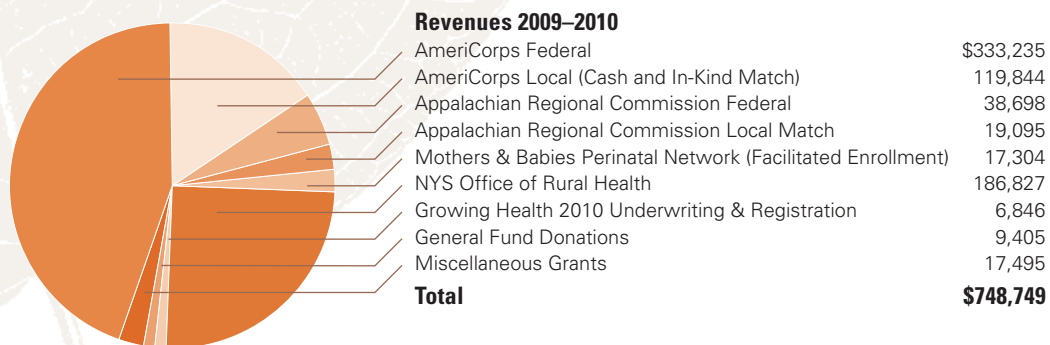 Revenues 2009–2010
AmeriCorps Federal $333,235
AmeriCorps Local (Cash and In-Kind Match) 119,844
Appalachian Regional Commission Federal 38,698
Appalachian Regional Commission Local Match 19,095
Mothers & Babies Perinatal Network (Facilitated Enrollment) 17,304
NYS Office of Rural Health 186,827
Growing Health 2010 Underwriting & Registration 6,846
General Fund Donations 9,405
Miscellaneous Grants 17,495
Total $748,749